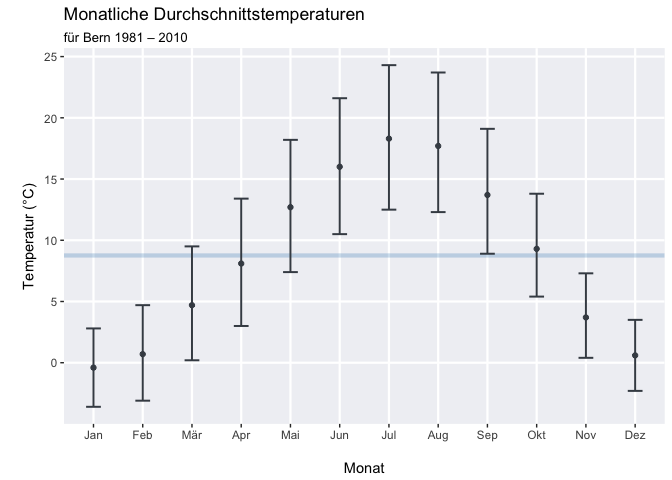 Monatliche Durchschnittstemperaturen
für Bern 1981 – 2010
Temperatur (°C)
25
20
15
10
5
0
Jan Feb Mär Apr Mai Jun Jul Aug Sep Okt Nov Dez
Monat